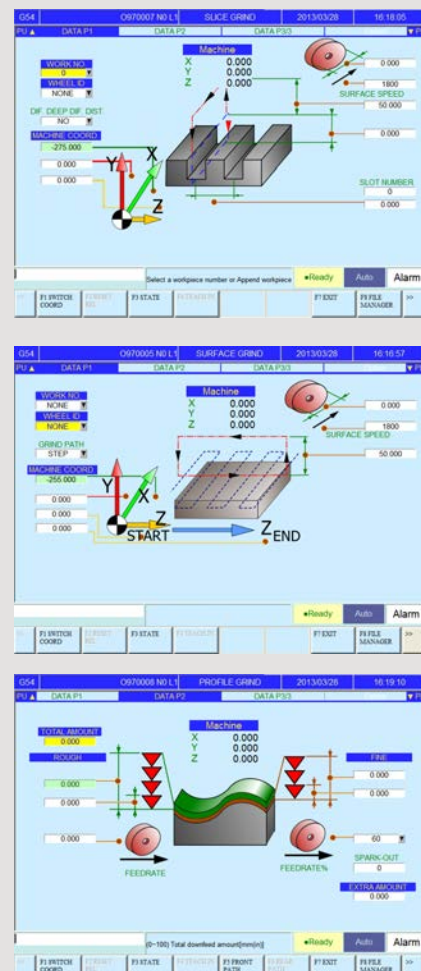 G54 O970007 N0 L1 SLICE GRIND 2013/03/28 16:18:05
PU ▲ DATA P1 DATA P2 DATA P3/3 ▼ P
Machine
X 0.000
Y 0.000
Z 0.000
WORK NO.
0
WHEEL ID
NONE
DIF. DEEP DIF. DIST
NO
MACHINE COORD
-275.000
0.000
0.000
Y X Z
0.000
1800
SURFACE SPEED
50.000
0.000
SLOT NUMBER
0
0.000
Select a workpiece number or Append workpiece Ready Auto Alarm
F1 SWITCH COORD F3 STATE F7 EXIT F8 FILE MANAGER >>
G54 O970005 N0 L1 SURFACE GRIND 2013/03/28 16:16:57
PU ▲ DATA P1 DATA P2 DATA P3/3 ▼ P
Machine
X 0.000
Y 0.000
Z 0.000
WORK NO.
NONE
WHEEL ID
NONE
GRIND PATH
STEP
MACHINE COORD
-255.000
0.000
0.000
0.000
Y X Z
START Z END
0.000
1800
SURFACE SPEED
50.000
Ready Auto Alarm
F1 SWITCH COORD F3 STATE F7 EXIT F8 FILE MANAGER >>
G54 O970008 N0 L1 PROFILE GRIND 2013/03/28 16:19:10
PU ▲ DATA P1 DATA P2 DATA P3/3 ▼ P
Machine
X 0.000
Y 0.000
Z 0.000
TOTAL AMOUNT
0.000
ROUGH
0.000
0.000
0.000
FEEDRATE
FINE
0.000
0.000
60
FEEDRATE%
SPARK-OUT
0
EXTRA AMOUNT
0.000
(0~100) Total downfeed amount[mm(in)] Ready Auto Alarm
F1 SWITCH COORD F3 STATE F5 FRONT PATH F7 EXIT F8 FILE MANAGER >>